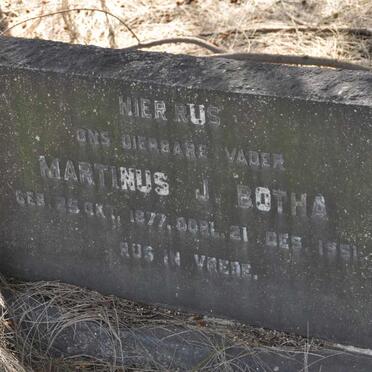 HIER RUS
ONS DIERBARE VADER
MARTINUS J BOTHA
GEB. 25 OKT. 1877. OORL. 21 DES. 1951
RUS IN VREDE.